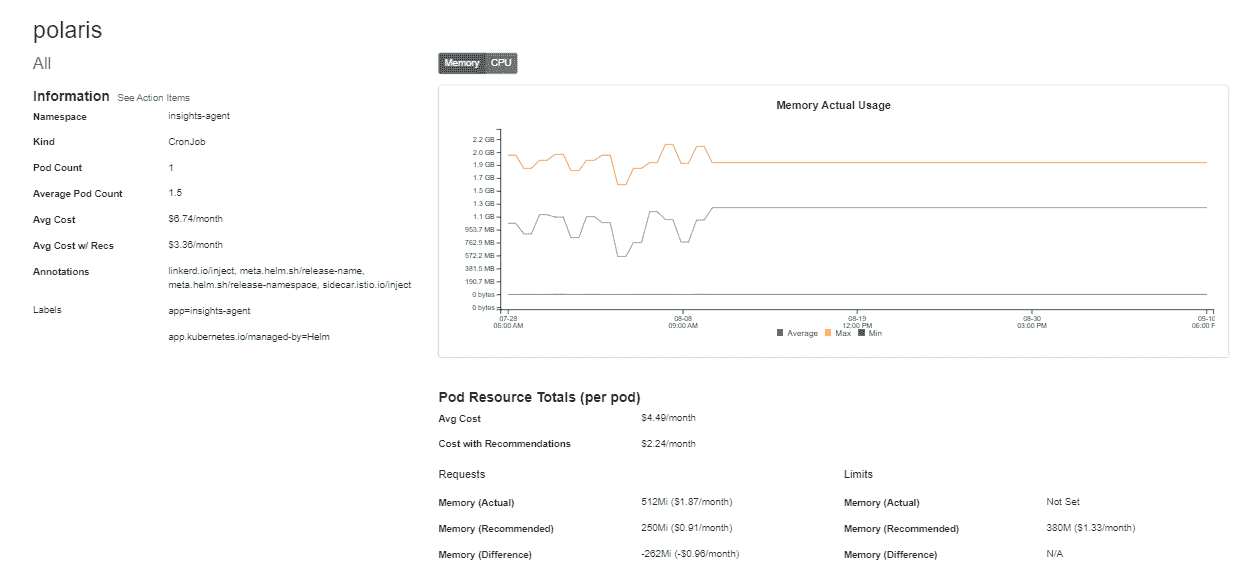 polaris
All
Information See Action Items
Namespace insights-agent
Kind CronJob
Pod Count 1
Average Pod Count 1.5
Avg Cost $6.74/month
Avg Cost w/ Recs $3.36/month
Annotations linkerd.io/inject, meta.helm.sh/release-name,
meta.helm.sh/release-namespace, sidecar.istio.io/inject
Labels app=insights-agent
app.kubernetes.io/managed-by=Helm
Memory CPU
Memory Actual Usage
2.2 GB
2.0 GB
1.9 GB
1.7 GB
1.5 GB
1.3 GB
1.1 GB
953.7 MB
762.9 MB
572.2 MB
381.5 MB
190.7 MB
0 bytes
0 bytes
07-28 08-08 08-19 08-30
06:00 AM 09:00 AM 12:00 PM 03:00 PM 06:00
Average Max Min
Pod Resource Totals (per pod)
Avg Cost $4.49/month
Cost with Recommendations $2.24/month
Requests Limits
Memory (Actual) 512Mi ($1.87/month) Memory (Actual) Not Set
Memory (Recommended) 250Mi ($0.91/month) Memory (Recommended) 380M ($1.33/month)
Memory (Difference) -262Mi (-$0.96/month) Memory (Difference) N/A